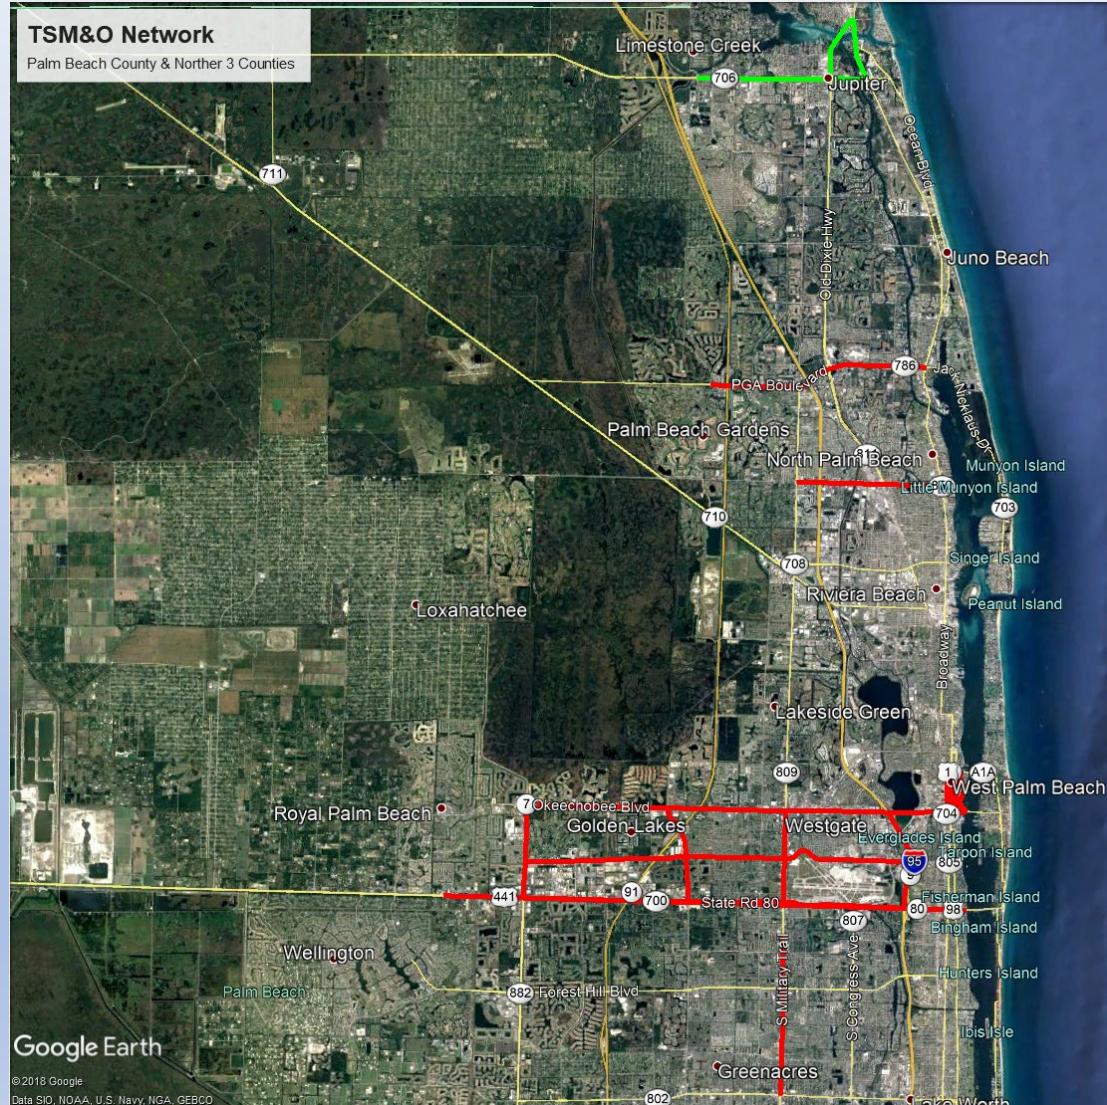 TSM&O Network
Palm Beach County & Norther 3 Counties
Limestone Creek
706
Jupiter
Ocean Blvd
711
Old Dixie Hwy
Juno Beach
786
PGA Boulevard
Jack Nicklaus Dr
Palm Beach Gardens
811
North Palm Beach
Munyon Island
Little Munyon Island
703
710
Singer Island
708
Riviera Beach
Peanut Island
Loxahatchee
Broadway
Lakeside Green
809
1
A1A
West Palm Beach
7
Okeechobee Blvd
Royal Palm Beach
704
Golden Lakes
Westgate
Everglades Island
Tarpon Island
95
805
9
91
441
700
State Rd 80
Fisherman Island
80
98
807
Bingham Island
Wellington
Hunters Island
Palm Beach
882
Forest Hill Blvd
S Military Trail
S Congress Ave
Ibis Isle
Google Earth
Greenacres
© 2018 Google
802
Lake Worth
Data SIO, NOAA, U.S. Navy, NGA, GEBCO